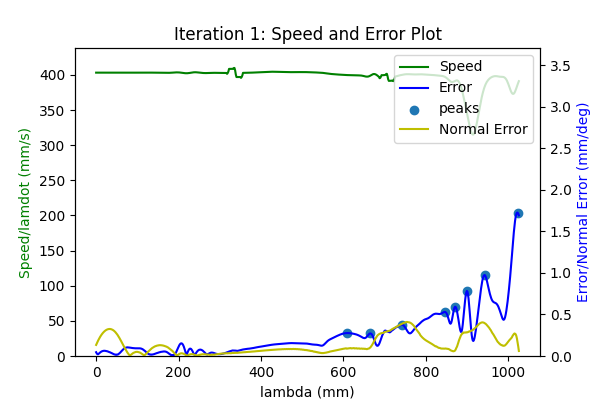 Iteration 1: Speed and Error Plot
Speed/lamdot (mm/s)
400
350
300
250
200
150
100
50
0
Speed
Error
peaks
Normal Error
3.5
3.0
2.5
2.0
1.5
1.0
0.5
0.0
Error/Normal Error (mm/deg)
0 200 400 600 800 1000
lambda (mm)